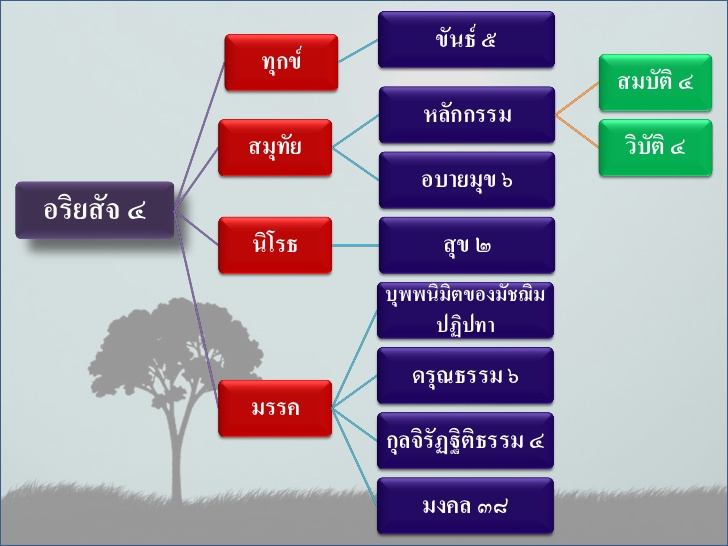 อริยสัจ ๔
ทุกข์
ขันธ์ ๕
สมุทัย
หลักกรรม
สมบัติ ๔
วิบัติ ๔
อบายมุข ๖
นิโรธ
สุข ๒
มรรค
บุพพนิมิตของมัชฌิม
ปฏิปทา
ดรุณธรรม ๖
กุลจิรัฏฐิติธรรม ๔
มงคล ๓๘